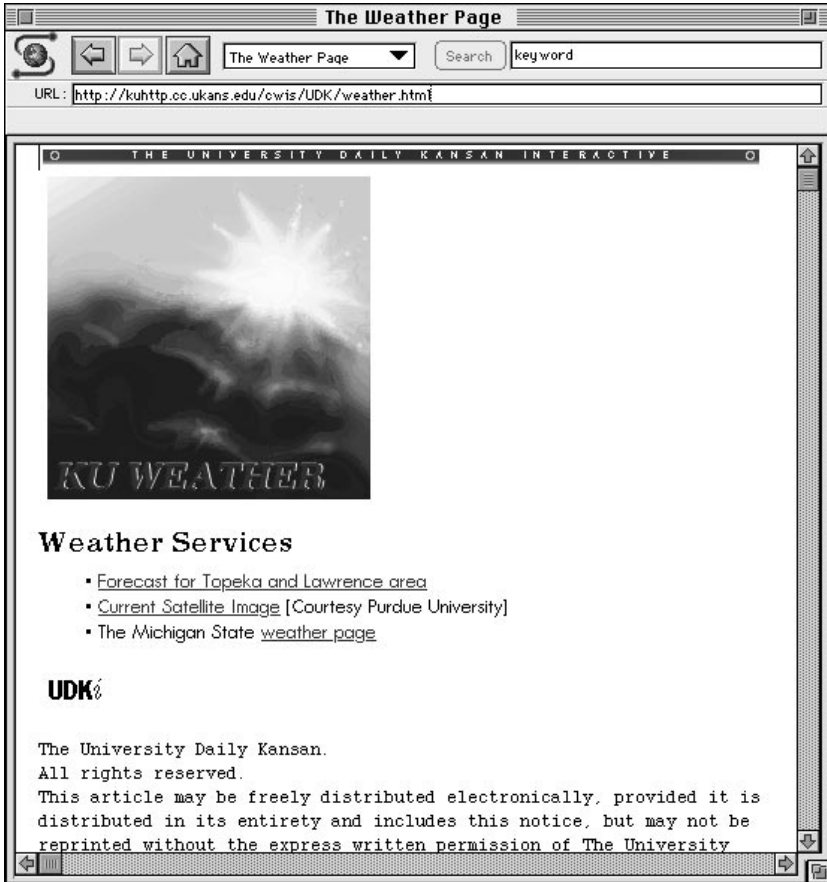 The Weather Page
The Weather Page Search keyword
URL: http://kuhttp.cc.ukans.edu/cwis/UDK/weather.html
THE UNIVERSITY DAILY KANSAN INTERACTIVE
KU WEATHER
Weather Services
▪ Forecast for Topeka and Lawrence area
▪ Current Satellite Image [Courtesy Purdue University]
▪ The Michigan State weather page
UDKi
The University Daily Kansan.
All rights reserved.
This article may be freely distributed electronically, provided it is
distributed in its entirety and includes this notice, but may not be
reprinted without the express written permission of The University